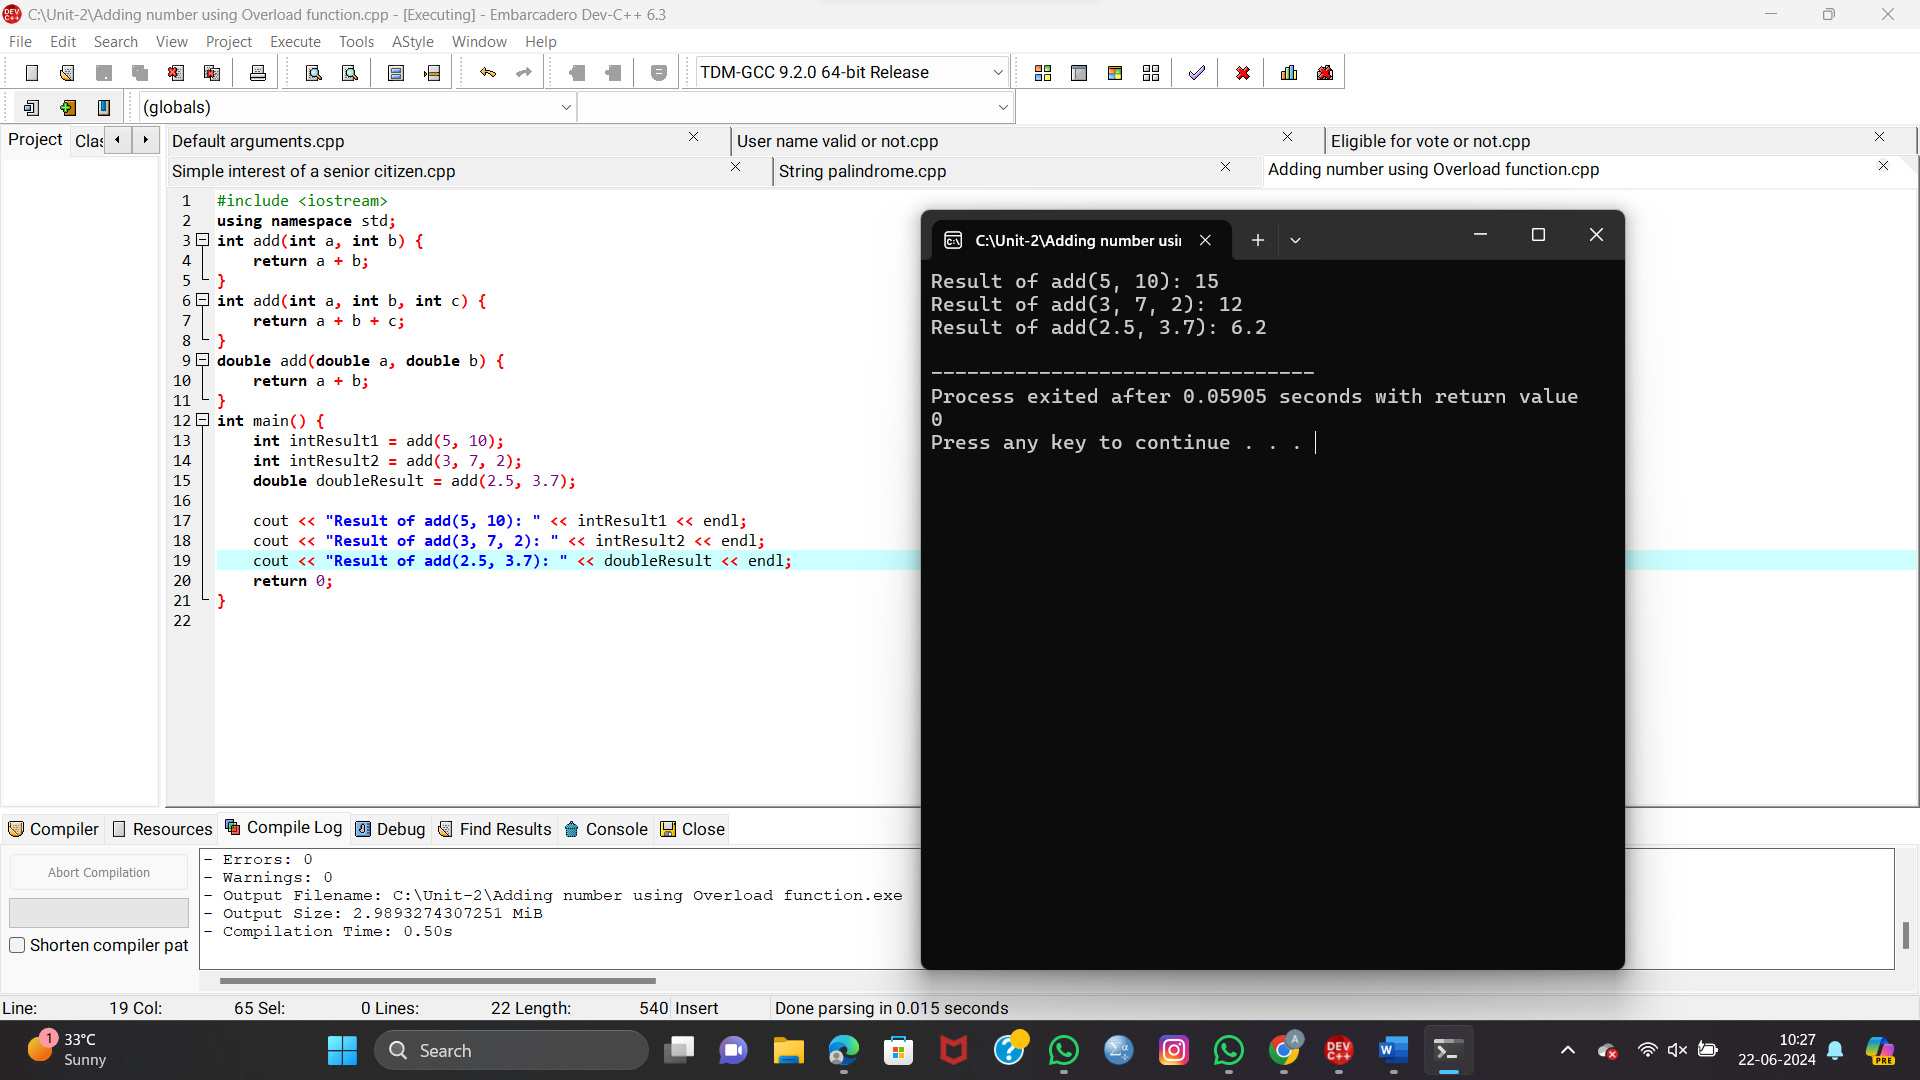 C:\Unit-2\Adding number using Overload function.cpp - [Executing] - Embarcadero Dev-C++ 6.3
File Edit Search View Project Execute Tools AStyle Window Help
TDM-GCC 9.2.0 64-bit Release
(globals)
Project Clas
Default arguments.cpp User name valid or not.cpp Eligible for vote or not.cpp
Simple interest of a senior citizen.cpp String palindrome.cpp Adding number using Overload function.cpp
1 #include <iostream>
2 using namespace std;
3 int add(int a, int b) {
4 return a + b;
5 }
6 int add(int a, int b, int c) {
7 return a + b + c;
8 }
9 double add(double a, double b) {
10 return a + b;
11 }
12 int main() {
13 int intResult1 = add(5, 10);
14 int intResult2 = add(3, 7, 2);
15 double doubleResult = add(2.5, 3.7);
16
17 cout << "Result of add(5, 10): " << intResult1 << endl;
18 cout << "Result of add(3, 7, 2): " << intResult2 << endl;
19 cout << "Result of add(2.5, 3.7): " << doubleResult << endl;
20 return 0;
21 }
22
C:\Unit-2\Adding number usin
Result of add(5, 10): 15
Result of add(3, 7, 2): 12
Result of add(2.5, 3.7): 6.2
--------------------------------
Process exited after 0.05905 seconds with return value
0
Press any key to continue . . .
Compiler Resources Compile Log Debug Find Results Console Close
Abort Compilation
Shorten compiler pat
- Errors: 0
- Warnings: 0
- Output Filename: C:\Unit-2\Adding number using Overload function.exe
- Output Size: 2.9893274307251 MiB
- Compilation Time: 0.50s
Line: 19 Col: 65 Sel: 0 Lines: 22 Length: 540 Insert Done parsing in 0.015 seconds
1
33°C
Sunny
Search
A
DEV
C++
W
PRE
10:27
22-06-2024